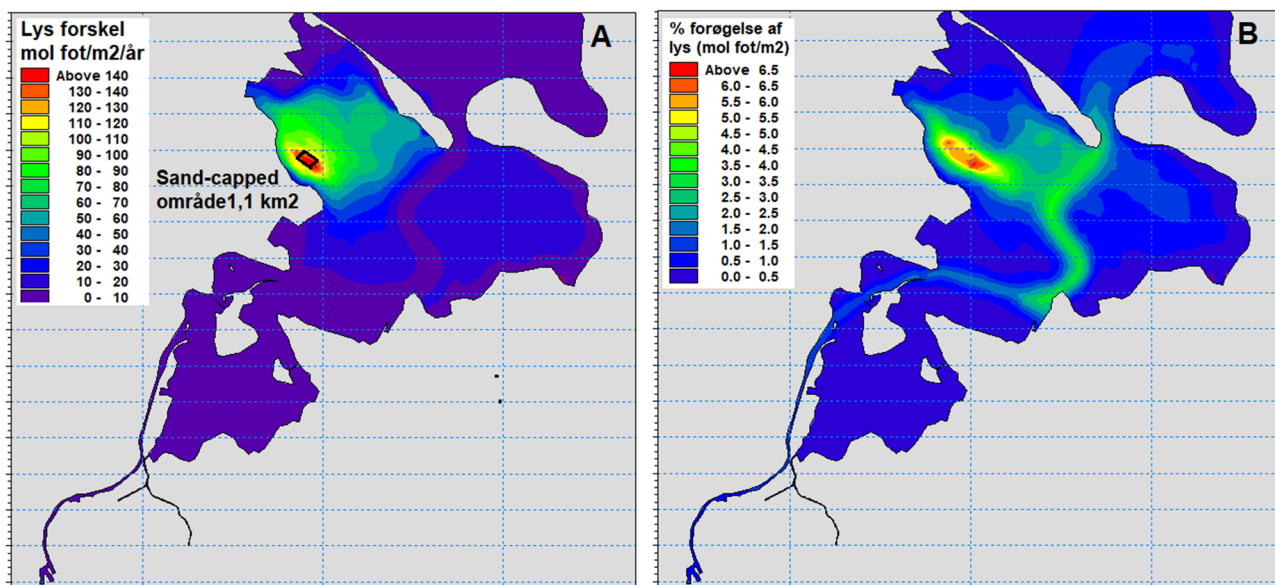 Lys forskel
mol fot/m2/år
Above 140
130 - 140
120 - 130
110 - 120
100 - 110
90 - 100
80 - 90
70 - 80
60 - 70
50 - 60
40 - 50
30 - 40
20 - 30
10 - 20
0 - 10
A
Sand-capped
område1,1 km2
% forøgelse af
lys (mol fot/m2)
Above 6.5
6.0 - 6.5
5.5 - 6.0
5.0 - 5.5
4.5 - 5.0
4.0 - 4.5
3.5 - 4.0
3.0 - 3.5
2.5 - 3.0
2.0 - 2.5
1.5 - 2.0
1.0 - 1.5
0.5 - 1.0
0.0 - 0.5
B